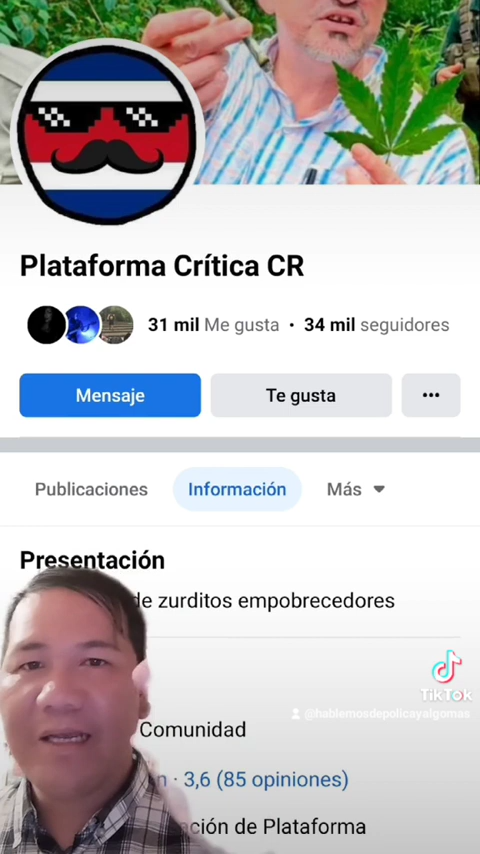 Plataforma Crítica CR
31 mil Me gusta • 34 mil seguidores
Mensaje
Te gusta
Publicaciones
Información
Más
Presentación
de zurditos empobrecedores
TikTok
@hablemosdepolicayalgomas
Comunidad
n · 3,6 (85 opiniones)
ción de Plataforma